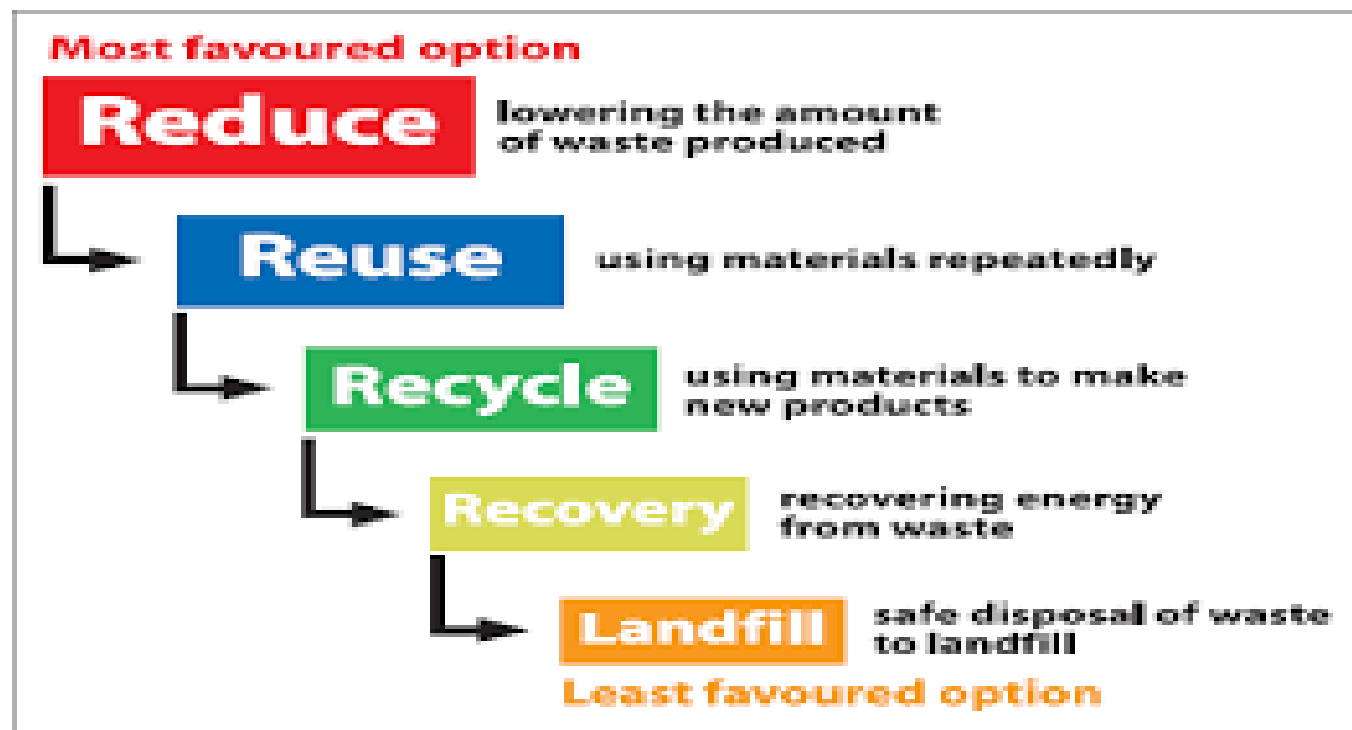 Most favoured option
Reduce
lowering the amount
of waste produced
Reuse
using materials repeatedly
Recycle
using materials to make
new products
Recovery
recovering energy
from waste
Landfill
safe disposal of waste
to landfill
Least favoured option